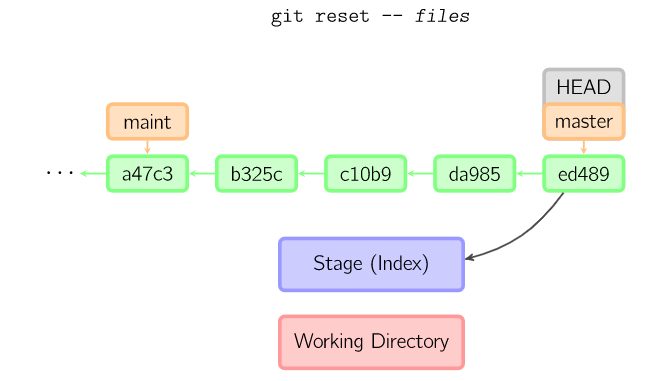 git reset -- files
HEAD
maint
master
... a47c3 b325c c10b9 da985 ed489
Stage (Index)
Working Directory